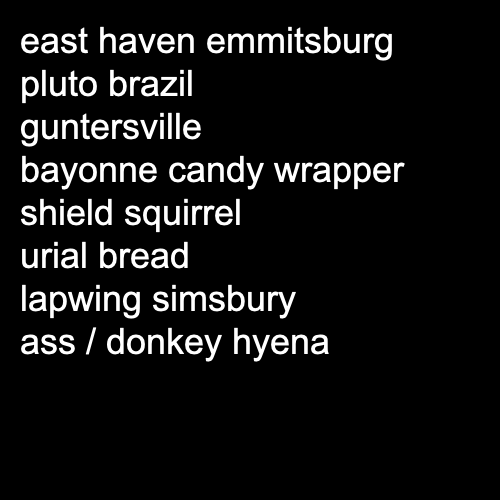 east haven emmitsburg
pluto brazil
guntersville
bayonne candy wrapper
shield squirrel
urial bread
lapwing simsbury
ass / donkey hyena